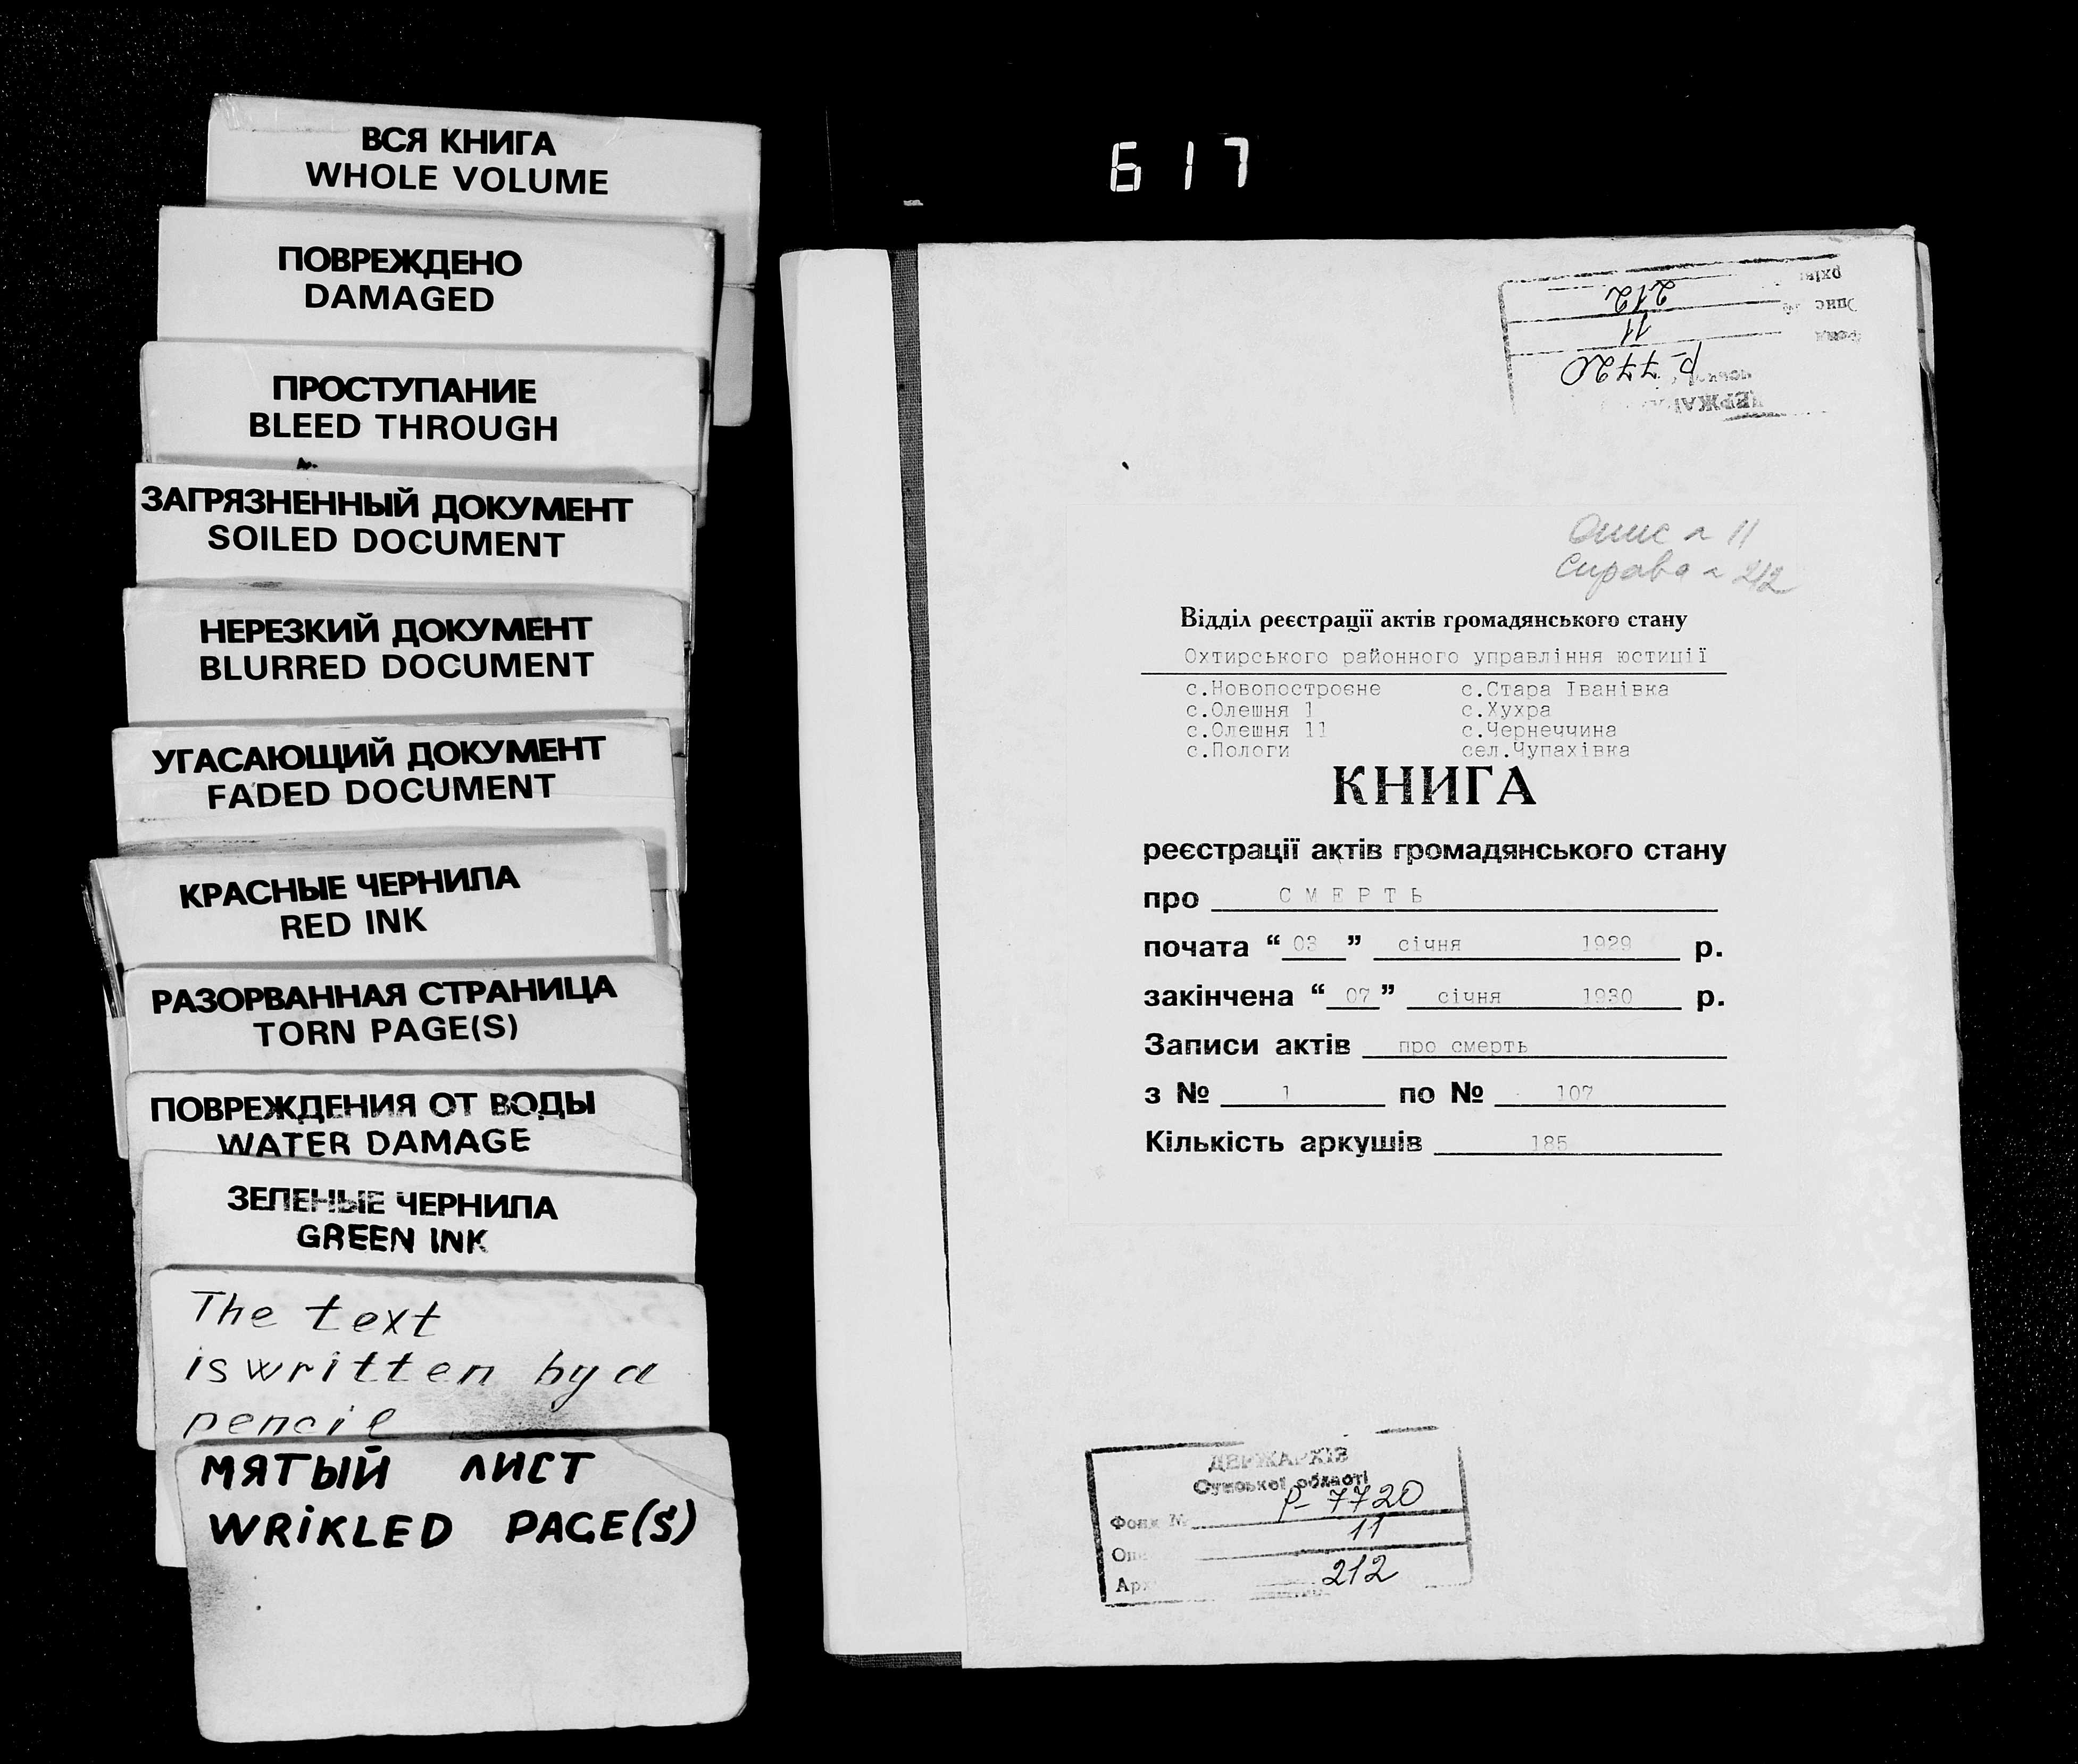 ВСЯ КНИГА
WHOLE VOLUME
ПОВРЕЖДЕНО
DAMAGED
ПРОСТУПАНИЕ
BLEED THROUGH
ЗАГРЯЗНЕННЫЙ ДОКУМЕНТ
SOILED DOCUMENT
НЕРЕЗКИЙ ДОКУМЕНТ
BLURRED DOCUMENT
УГАСАЮЩИЙ ДОКУМЕНТ
FADED DOCUMENT
КРАСНЫЕ ЧЕРНИЛА
RED INK
РАЗОРВАННАЯ СТРАНИЦА
TORN PAGE(S)
ПОВРЕЖДЕНИЯ ОТ ВОДЫ
WATER DAMAGE
ЗЕЛЕНЫЕ ЧЕРНИЛА
GREEN INK
The text
is written by a
pencil
МЯТЫЙ ЛИСТ
WRIKLED PAGE(S)
617
Р-7720
11
212
Опис № 11
Справа № 212
Відділ реєстрації актів громадянського стану
Охтирського районного управління юстиції
с.Новопостроєне с.Стара Іванівка
с.Олешня 1 с.Хухра
с.Олешня 11 с.Чернеччина
с.Пологи сел.Чупахівка
КНИГА
реєстрації актів громадянського стану
про СМЕРТЬ
почата “ 03 ” січня 1929 р.
закінчена “ 07 ” січня 1930 р.
Записи актів про смерть
з № 1 по № 107
Кількість аркушів 185
ДЕРЖАРХІВ
Сумської області
Фонд № Р-7720
11
212